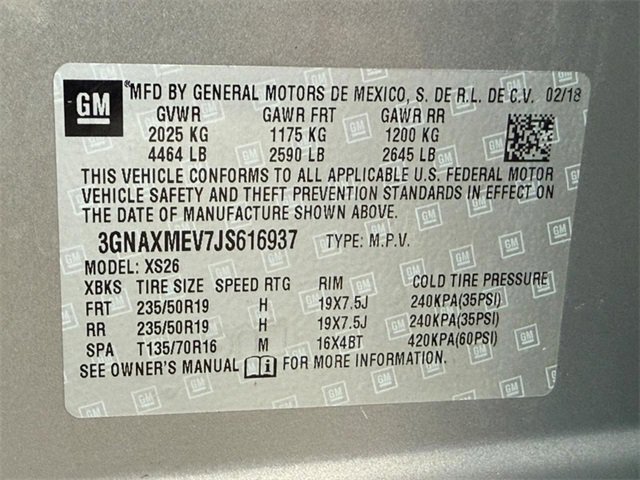 GM
MFD BY GENERAL MOTORS DE MEXICO, S. DE R.L. DE C.V. 02/18
GVWR GAWR FRT GAWR RR
2025 KG 1175 KG 1200 KG
4464 LB 2590 LB 2645 LB
THIS VEHICLE CONFORMS TO ALL APPLICABLE U.S. FEDERAL MOTOR
VEHICLE SAFETY AND THEFT PREVENTION STANDARDS IN EFFECT ON
THE DATE OF MANUFACTURE SHOWN ABOVE.
3GNAXMEV7JS616937 TYPE: M.P.V.
MODEL: XS26
XBKS TIRE SIZE SPEED RTG RIM COLD TIRE PRESSURE
FRT 235/50R19 H 19X7.5J 240KPA(35PSI)
RR 235/50R19 H 19X7.5J 240KPA(35PSI)
SPA T135/70R16 M 16X4BT 420KPA(60PSI)
SEE OWNER'S MANUAL i FOR MORE INFORMATION.